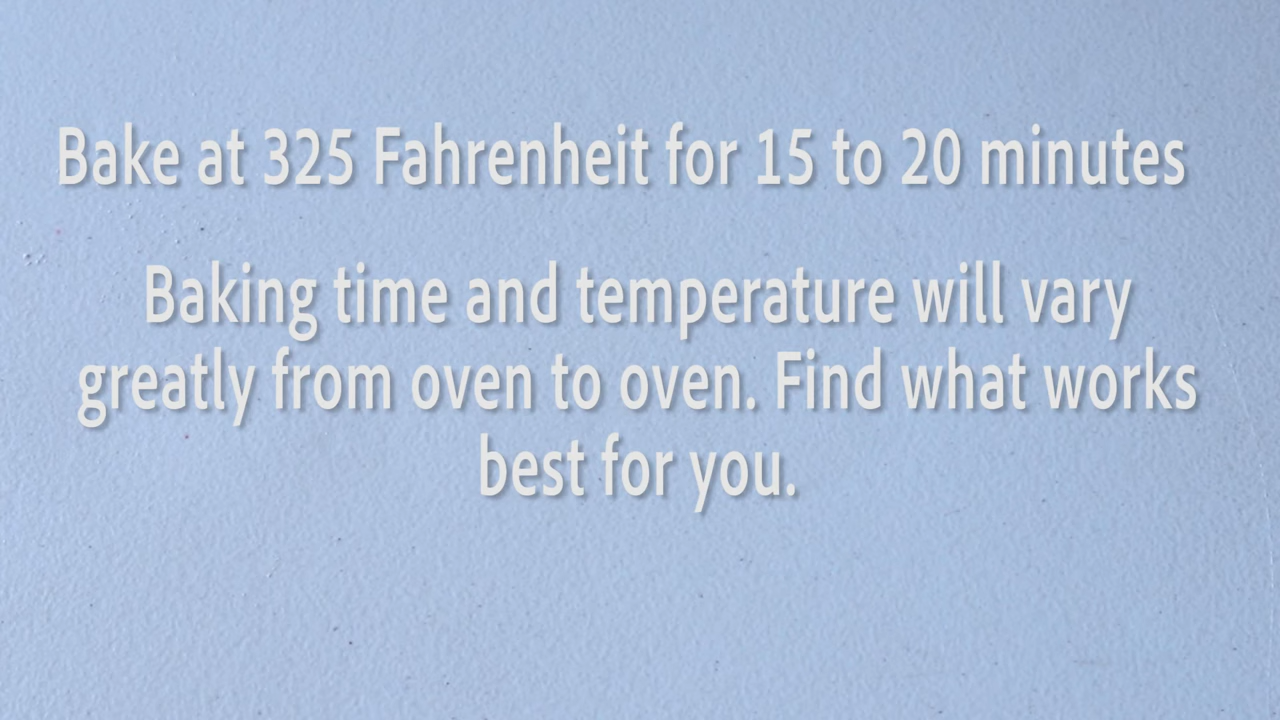 Bake at 325 Fahrenheit for 15 to 20 minutes
Baking time and temperature will vary
greatly from oven to oven. Find what works
best for you.